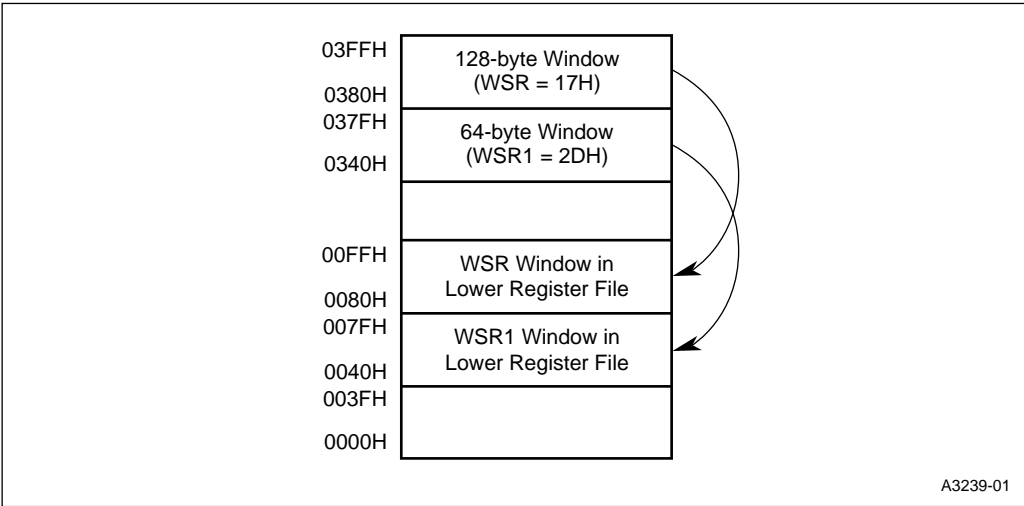 03FFH
128-byte Window
(WSR = 17H)
0380H
037FH
64-byte Window
(WSR1 = 2DH)
0340H
00FFH
WSR Window in
Lower Register File
0080H
007FH
WSR1 Window in
Lower Register File
0040H
003FH
0000H
A3239-01